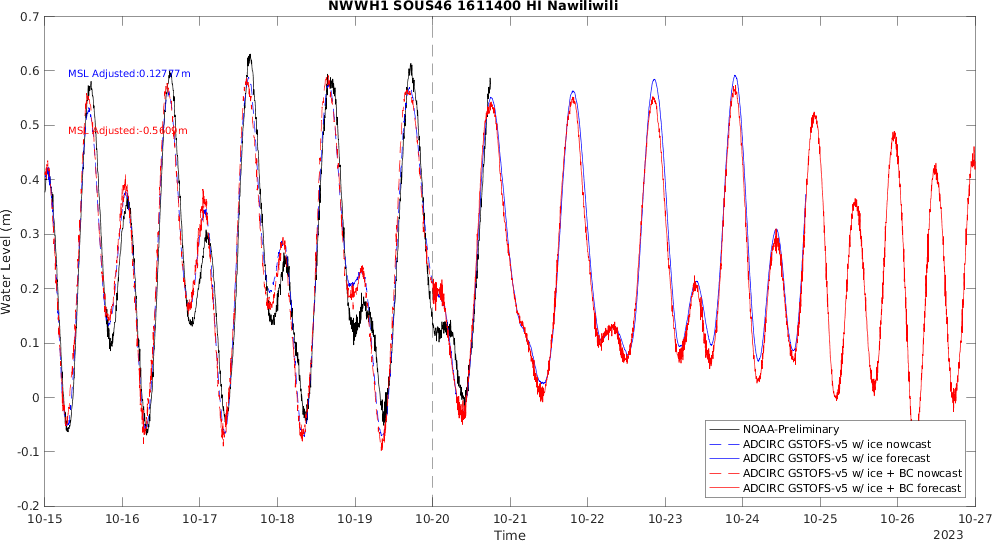 NWWH1 SOUS46 1611400 HI Nawiliwili
0.7
0.6
0.5
0.4
0.3
0.2
0.1
0
-0.1
-0.2
Water Level (m)
MSL Adjusted:0.12777m
MSL Adjusted:-0.5609m
NOAA-Preliminary
ADCIRC GSTOFS-v5 w/ ice nowcast
ADCIRC GSTOFS-v5 w/ ice forecast
ADCIRC GSTOFS-v5 w/ ice + BC nowcast
ADCIRC GSTOFS-v5 w/ ice + BC forecast
10-15 10-16 10-17 10-18 10-19 10-20 10-21 10-22 10-23 10-24 10-25 10-26 10-27
Time
2023